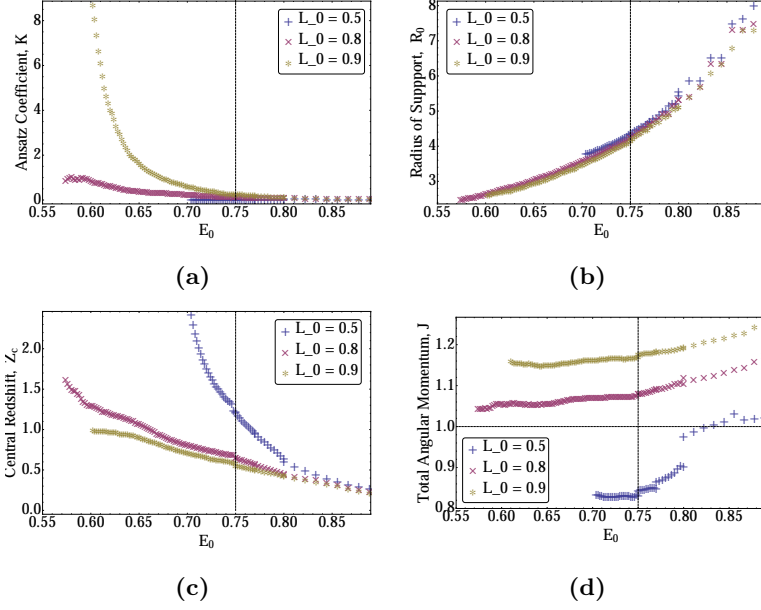 8
6
4
2
0
Ansatz Coefficient, K
L_0 = 0.5
L_0 = 0.8
L_0 = 0.9
0.55 0.60 0.65 0.70 0.75 0.80 0.85
E0
(a)
8
7
6
5
4
3
Radius of Suppport, R0
L_0 = 0.5
L_0 = 0.8
L_0 = 0.9
0.55 0.60 0.65 0.70 0.75 0.80 0.85
E0
(b)
2.0
1.5
1.0
0.5
0.0
Central Redshift, Zc
L_0 = 0.5
L_0 = 0.8
L_0 = 0.9
0.55 0.60 0.65 0.70 0.75 0.80 0.85
E0
(c)
1.2
1.1
1.0
0.9
0.8
Total Angular Momentum, J
L_0 = 0.5
L_0 = 0.8
L_0 = 0.9
0.55 0.60 0.65 0.70 0.75 0.80 0.85
E0
(d)